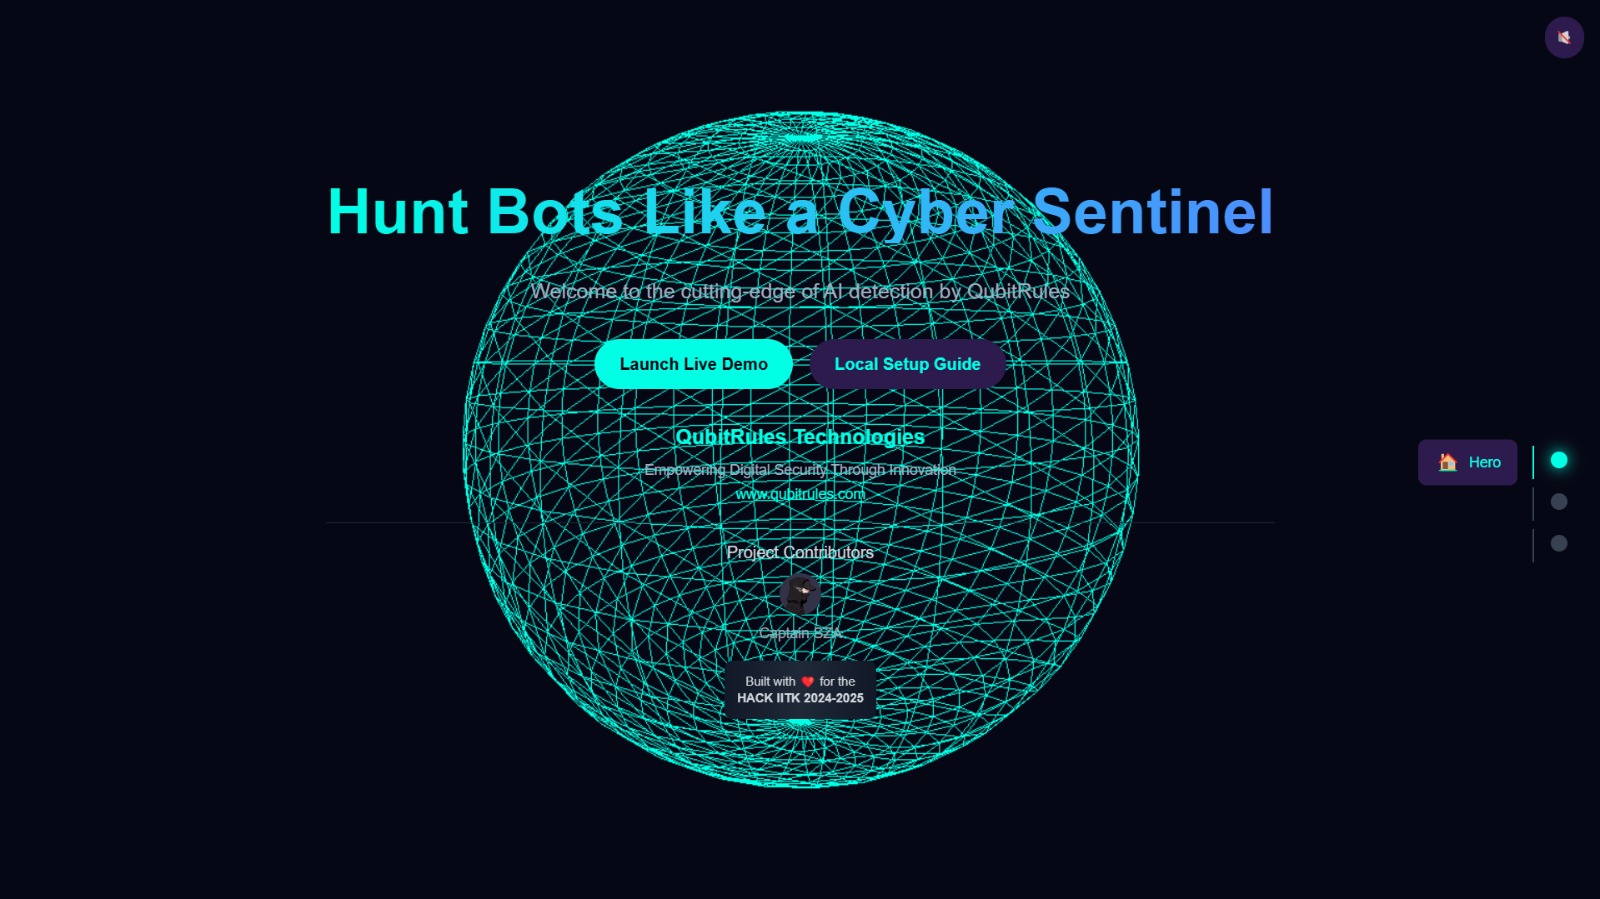 Hunt Bots Like a Cyber Sentinel
Welcome to the cutting-edge of AI detection by QubitRules
Launch Live Demo
Local Setup Guide
QubitRules Technologies
Empowering Digital Security Through Innovation
www.qubitrules.com
Hero
Project Contributors
Captain SZA
Built with ❤️ for the
HACK IITK 2024-2025